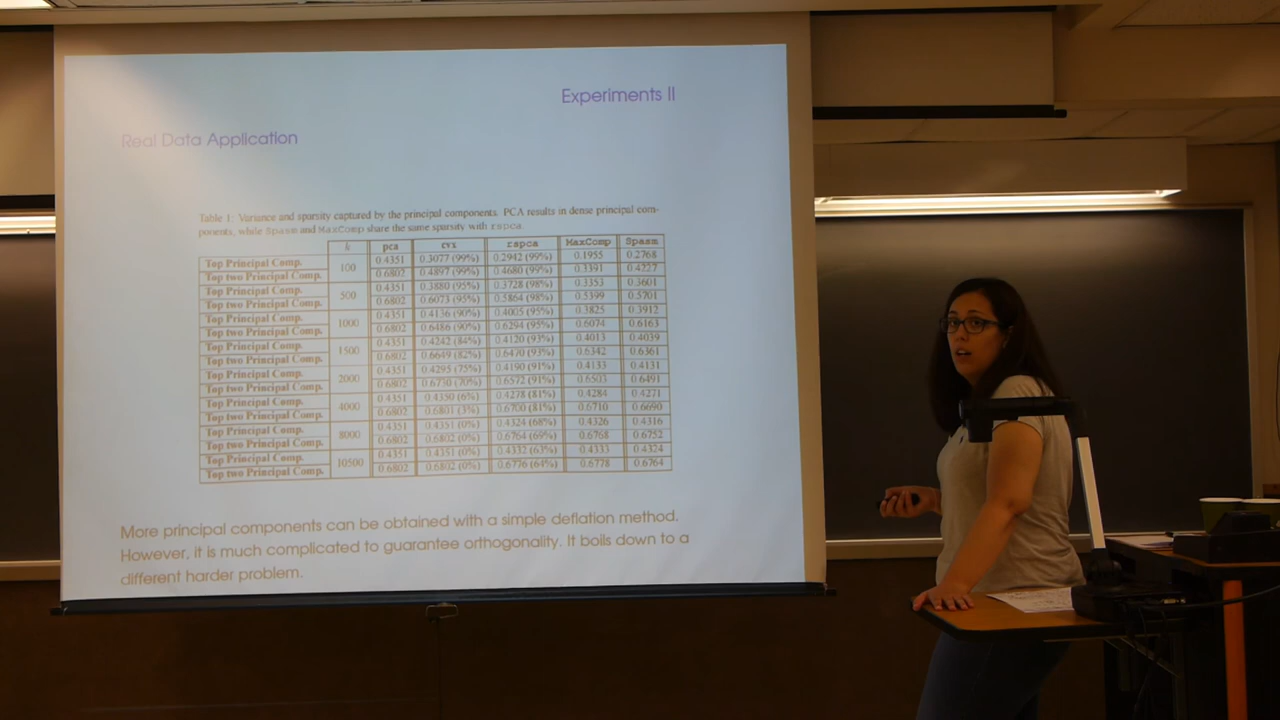 Experiments II
Real Data Application
Table 1: Variance and sparsity captured by the principal components. PCA results in dense principal com-
ponents, while Spasm and MaxComp share the same sparsity with rspca.
k pca cvx rspca MaxComp Spasm
Top Principal Comp. 100 0.4351 0.3077 (99%) 0.2942 (99%) 0.1955 0.2768
Top two Principal Comp. 0.6802 0.4897 (99%) 0.4680 (99%) 0.3391 0.4227
Top Principal Comp. 500 0.4351 0.3880 (95%) 0.3728 (98%) 0.3353 0.3601
Top two Principal Comp. 0.6802 0.6073 (95%) 0.5864 (98%) 0.5399 0.5701
Top Principal Comp. 1000 0.4351 0.4136 (90%) 0.4005 (95%) 0.3825 0.3912
Top two Principal Comp. 0.6802 0.6486 (90%) 0.6294 (95%) 0.6074 0.6163
Top Principal Comp. 1500 0.4351 0.4242 (84%) 0.4120 (93%) 0.4013 0.4039
Top two Principal Comp. 0.6802 0.6649 (82%) 0.6470 (93%) 0.6342 0.6361
Top Principal Comp. 2000 0.4351 0.4295 (75%) 0.4190 (91%) 0.4133 0.4131
Top two Principal Comp. 0.6802 0.6730 (70%) 0.6572 (91%) 0.6503 0.6491
Top Principal Comp. 4000 0.4351 0.4350 (6%) 0.4278 (81%) 0.4284 0.4271
Top two Principal Comp. 0.6802 0.6801 (3%) 0.6700 (81%) 0.6710 0.6690
Top Principal Comp. 8000 0.4351 0.4351 (0%) 0.4324 (68%) 0.4326 0.4316
Top two Principal Comp. 0.6802 0.6802 (0%) 0.6764 (69%) 0.6768 0.6752
Top Principal Comp. 10500 0.4351 0.4351 (0%) 0.4332 (63%) 0.4333 0.4324
Top two Principal Comp. 0.6802 0.6802 (0%) 0.6776 (64%) 0.6778 0.6764
More principal components can be obtained with a simple deflation method.
However, it is much complicated to guarantee orthogonality. It boils down to a
different harder problem.